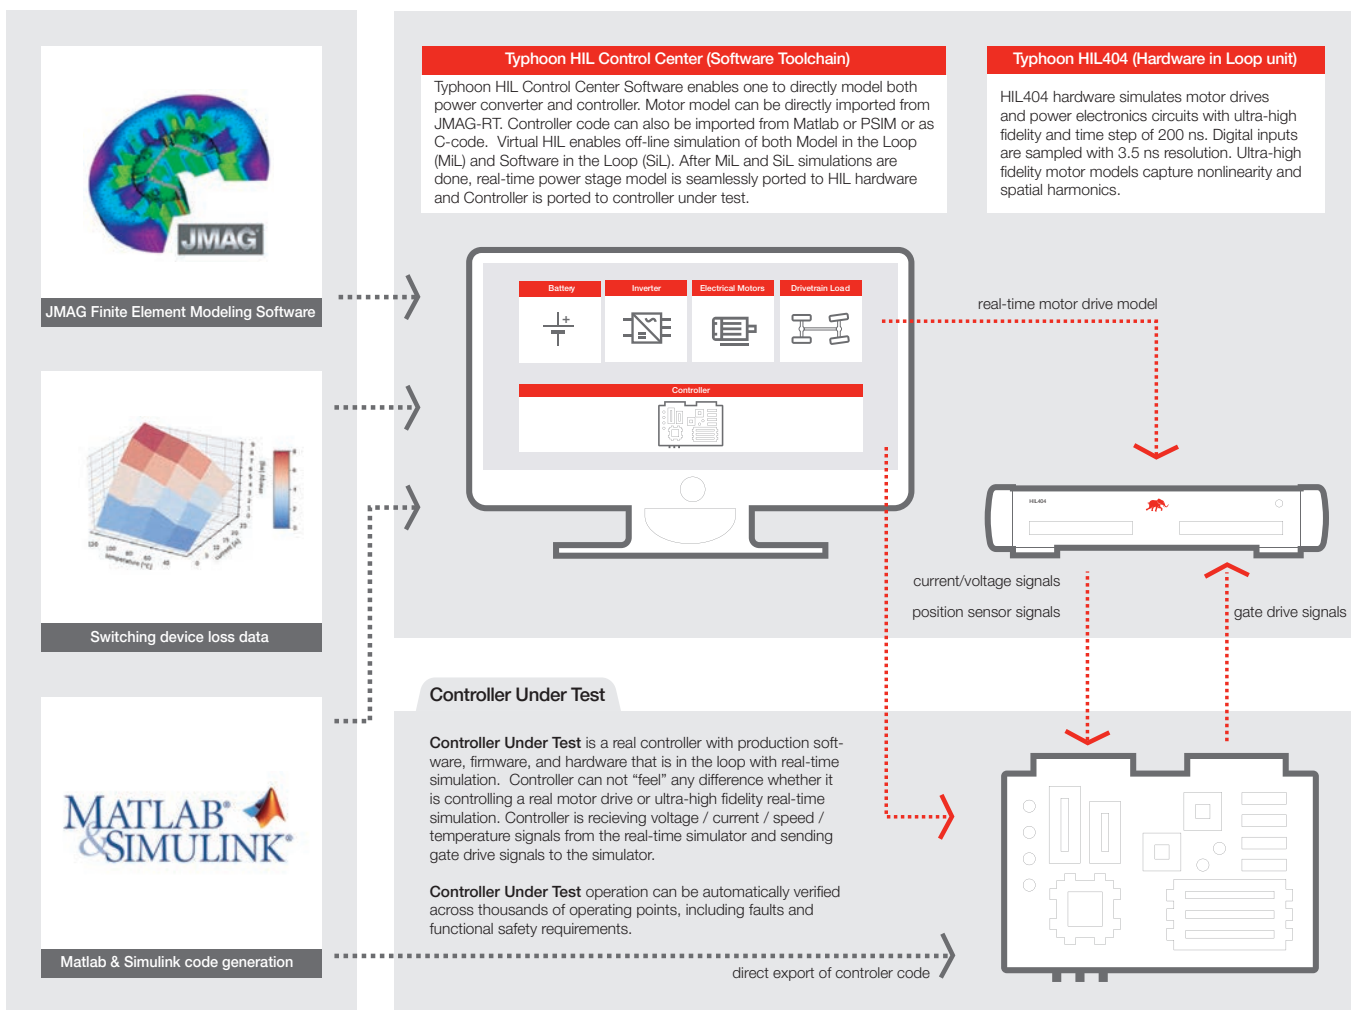 JMAG
JMAG Finite Element Modeling Software
Switching device loss data
MATLAB®
&SIMULINK®
Matlab & Simulink code generation
Typhoon HIL Control Center (Software Toolchain)
Typhoon HIL Control Center Software enables one to directly model both
power converter and controller. Motor model can be directly imported from
JMAG-RT. Controller code can also be imported from Matlab or PSIM or as
C-code. Virtual HIL enables off-line simulation of both Model in the Loop
(MiL) and Software in the Loop (SiL). After MiL and SiL simulations are
done, real-time power stage model is seamlessly ported to HIL hardware
and Controller is ported to controller under test.
Typhoon HIL404 (Hardware in Loop unit)
HIL404 hardware simulates motor drives
and power electronics circuits with ultra-high
fidelity and time step of 200 ns. Digital inputs
are sampled with 3.5 ns resolution. Ultra-high
fidelity motor models capture nonlinearity and
spatial harmonics.
Battery
Inverter
Electrical Motors
Drivetrain Load
Controller
real-time motor drive model
HIL404
current/voltage signals
position sensor signals
gate drive signals
Controller Under Test
Controller Under Test is a real controller with production soft-
ware, firmware, and hardware that is in the loop with real-time
simulation. Controller can not “feel” any difference whether it
is controlling a real motor drive or ultra-high fidelity real-time
simulation. Controller is recieving voltage / current / speed /
temperature signals from the real-time simulator and sending
gate drive signals to the simulator.
Controller Under Test operation can be automatically verified
across thousands of operating points, including faults and
functional safety requirements.
direct export of controler code